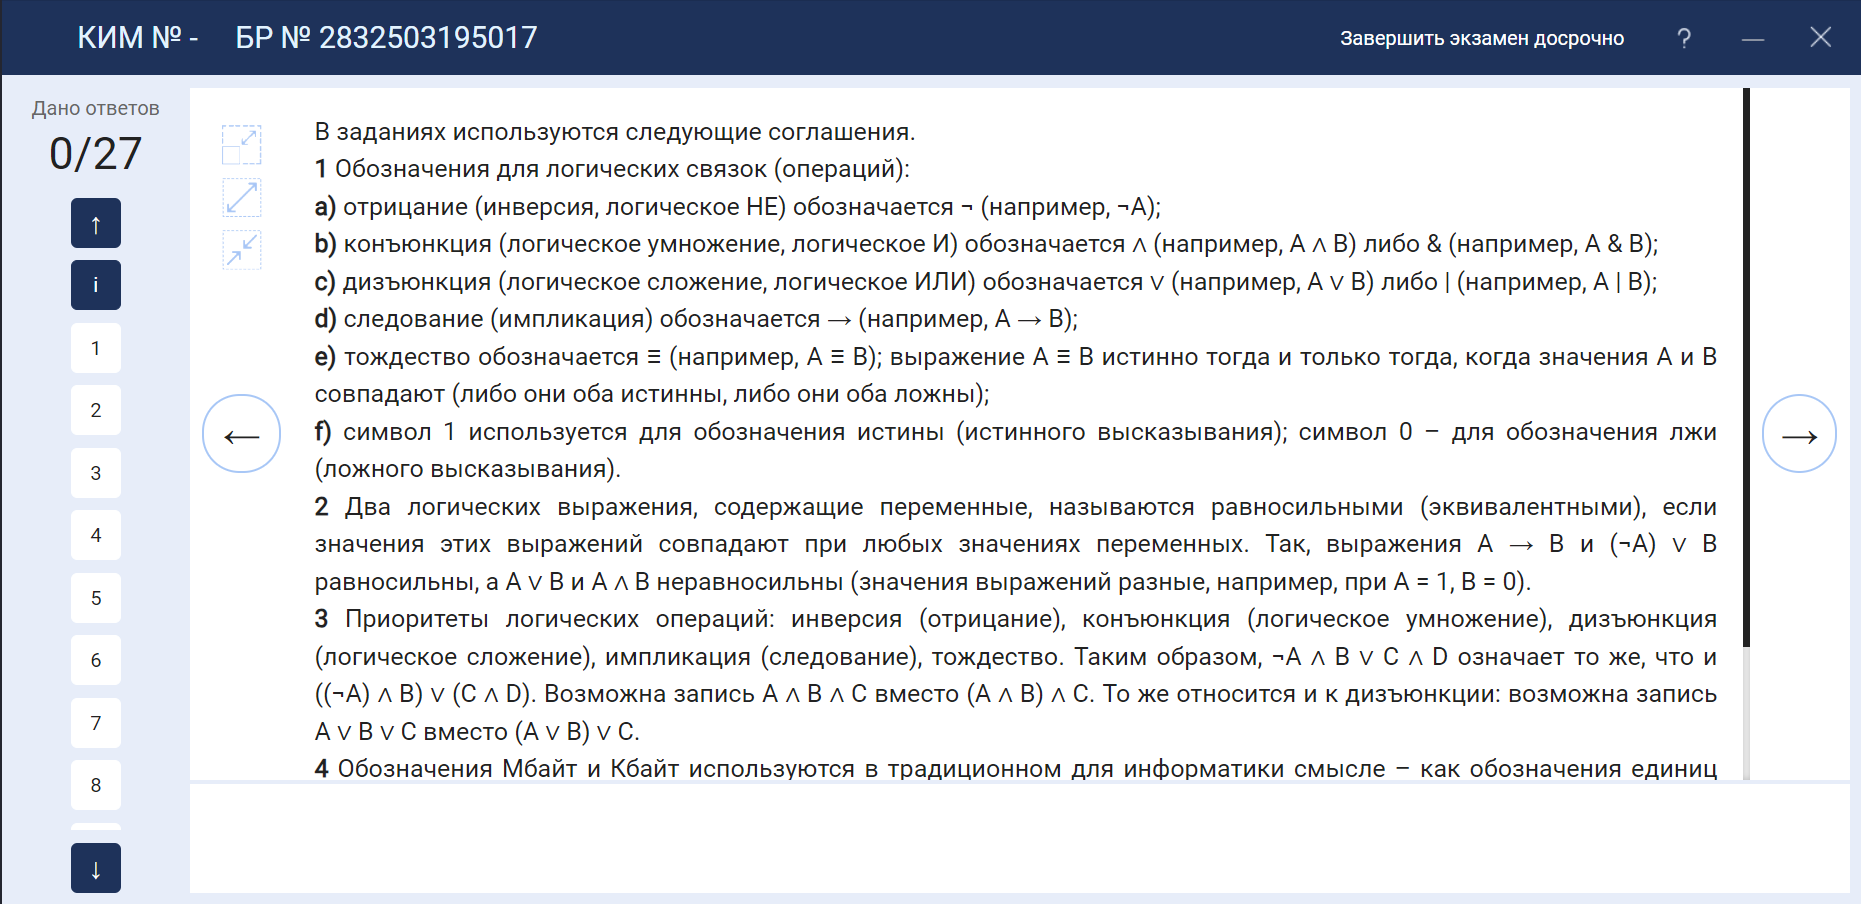 КИМ № - БР № 2832503195017
Завершить экзамен досрочно ?
Дано ответов
0/27
↑
i
1
2
3
4
5
6
7
8
↓
←
В заданиях используются следующие соглашения.
1 Обозначения для логических связок (операций):
a) отрицание (инверсия, логическое НЕ) обозначается ¬ (например, ¬A);
b) конъюнкция (логическое умножение, логическое И) обозначается ∧ (например, A ∧ B) либо & (например, A & B);
c) дизъюнкция (логическое сложение, логическое ИЛИ) обозначается ∨ (например, A ∨ B) либо | (например, A | B);
d) следование (импликация) обозначается → (например, A → B);
e) тождество обозначается ≡ (например, A ≡ B); выражение A ≡ B истинно тогда и только тогда, когда значения A и B
совпадают (либо они оба истинны, либо они оба ложны);
f) символ 1 используется для обозначения истины (истинного высказывания); символ 0 – для обозначения лжи
(ложного высказывания).
2 Два логических выражения, содержащие переменные, называются равносильными (эквивалентными), если
значения этих выражений совпадают при любых значениях переменных. Так, выражения A → B и (¬A) ∨ B
равносильны, а A ∨ B и A ∧ B неравносильны (значения выражений разные, например, при A = 1, B = 0).
3 Приоритеты логических операций: инверсия (отрицание), конъюнкция (логическое умножение), дизъюнкция
(логическое сложение), импликация (следование), тождество. Таким образом, ¬A ∧ B ∨ C ∧ D означает то же, что и
((¬A) ∧ B) ∨ (C ∧ D). Возможна запись A ∧ B ∧ C вместо (A ∧ B) ∧ C. То же относится и к дизъюнкции: возможна запись
A ∨ B ∨ C вместо (A ∨ B) ∨ C.
4 Обозначения Мбайт и Кбайт используются в традиционном для информатики смысле – как обозначения единиц
→